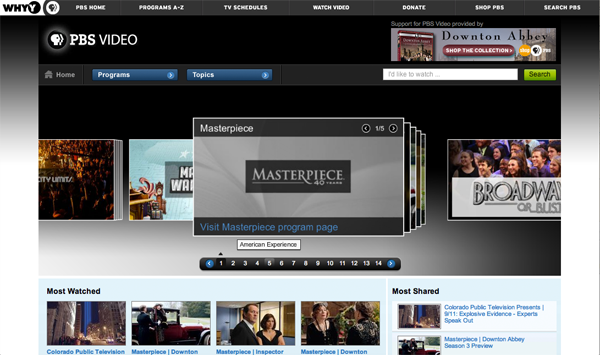 WHYY
PBS HOME
PROGRAMS A-Z
TV SCHEDULES
WATCH VIDEO
DONATE
SHOP PBS
SEARCH PBS
PBS VIDEO
Support for PBS Video provided by
Downton Abbey
SHOP THE COLLECTION
shop PBS
Home
Programs
Topics
I'd like to watch ...
Search
CITY LIMITS
Masterpiece
1/5
MASTERPIECE
40 YEARS
Visit Masterpiece program page
BROADWAY
OR BUST
American Experience
1 2 3 4 5 6 7 8 9 10 11 12 13 14
Most Watched
Most Shared
Colorado Public Television
Masterpiece | Downton
Masterpiece | Inspector
Masterpiece | Downton
Colorado Public Television Presents |
9/11: Explosive Evidence - Experts
Speak Out
Masterpiece | Downton Abbey
Season 3 Preview